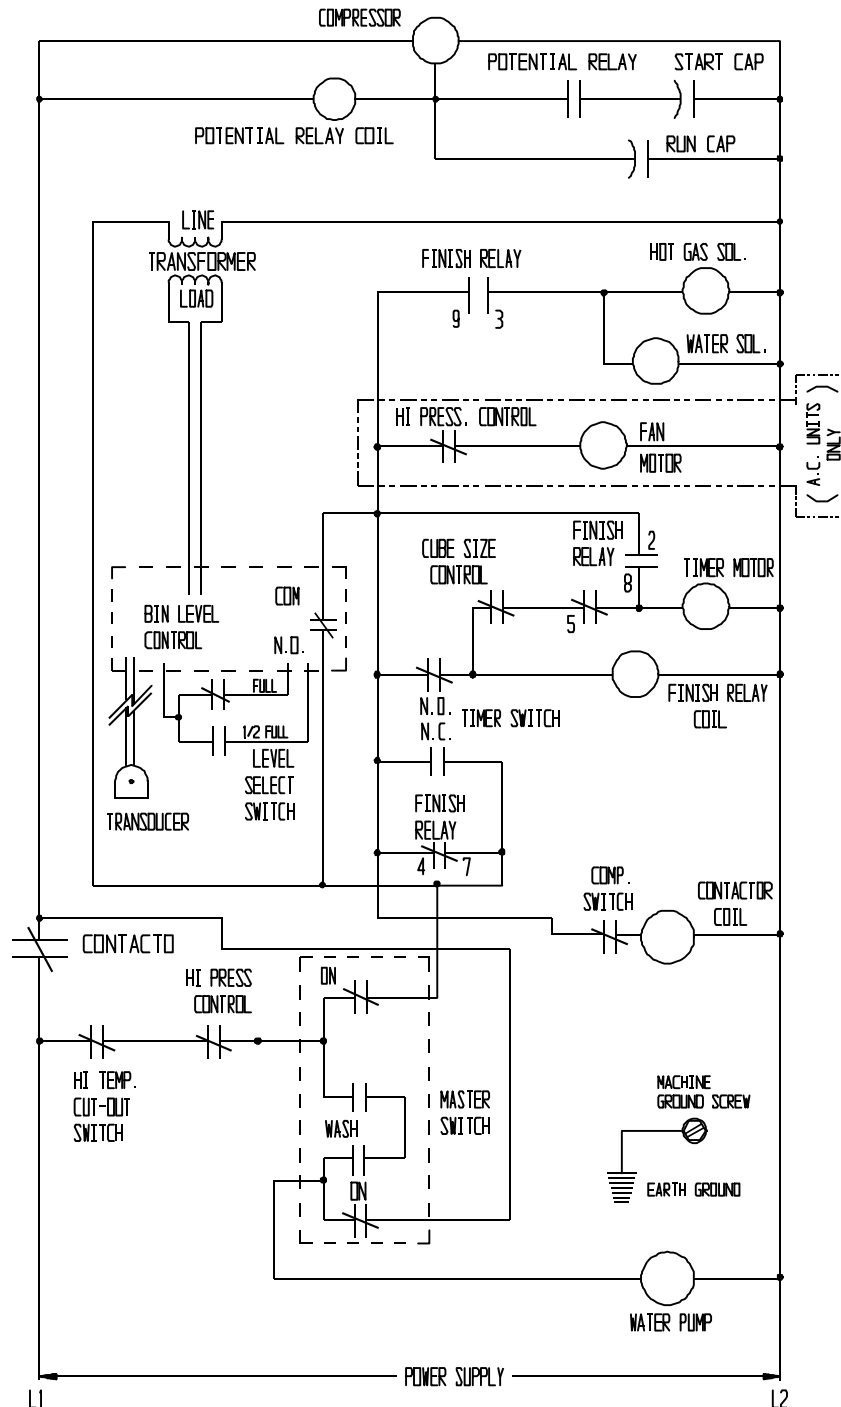 COMPRESSOR
POTENTIAL RELAY
START CAP
POTENTIAL RELAY COIL
RUN CAP
LINE
TRANSFORMER
LOAD
FINISH RELAY
9 3
HOT GAS SOL.
WATER SOL.
HI PRESS. CONTROL
FAN
MOTOR
( A.C. UNITS
ONLY )
CUBE SIZE
CONTROL
FINISH
RELAY
2
8
5
TIMER MOTOR
BIN LEVEL
CONTROL
COM
N.O.
FULL
1/2 FULL
LEVEL
SELECT
SWITCH
TRANSDUCER
N.O.
N.C.
TIMER SWITCH
FINISH RELAY
COIL
FINISH
RELAY
4 7
COMP.
SWITCH
CONTACTOR
COIL
CONTACTO
HI PRESS
CONTROL
ON
HI TEMP.
CUT-OUT
SWITCH
WASH
ON
MASTER
SWITCH
MACHINE
GROUND SCREW
EARTH GROUND
WATER PUMP
POWER SUPPLY
L1
L2